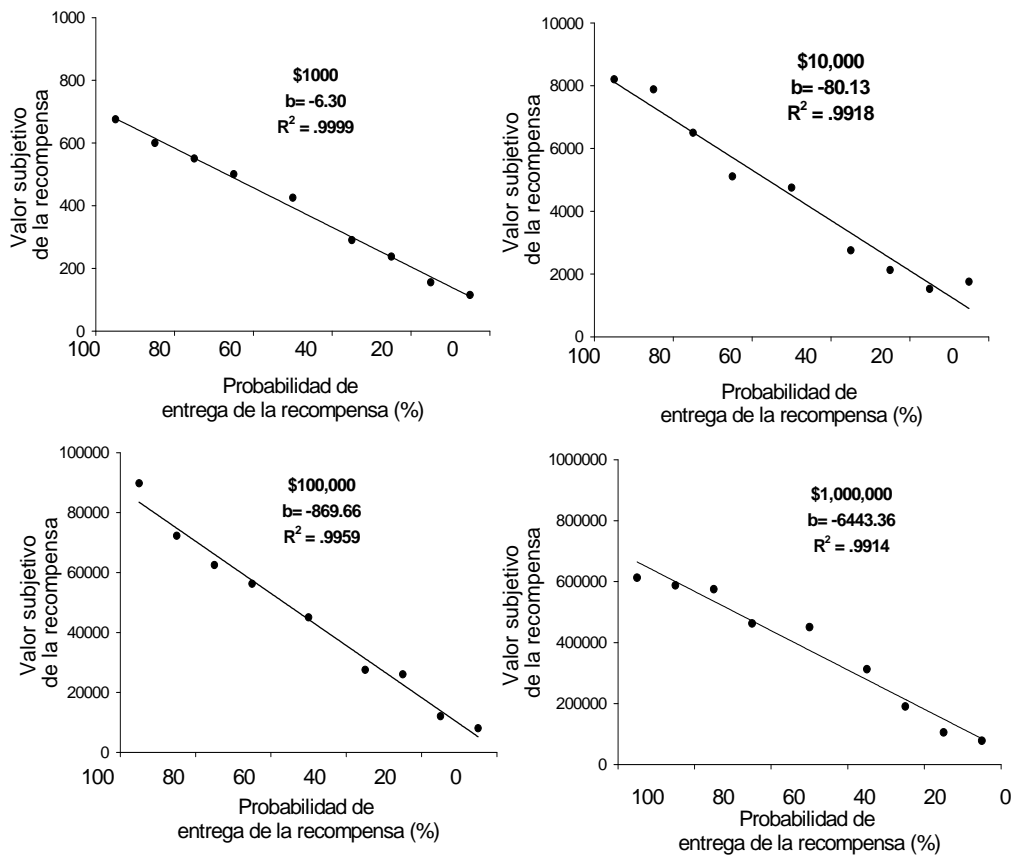 1000
800
600
400
200
0
Valor subjetivo
de la recompensa
$1000
b= -6.30
R² = .9999
100 80 60 40 20 0
Probabilidad de
entrega de la recompensa (%)
10000
8000
6000
4000
2000
0
Valor subjetivo
de la recompensa
$10,000
b= -80.13
R² = .9918
100 80 60 40 20 0
Probabilidad de
entrega de la recompensa (%)
100000
80000
60000
40000
20000
0
Valor subjetivo
de la recompensa
$100,000
b= -869.66
R² = .9959
100 80 60 40 20 0
Probabilidad de
entrega de la recompensa (%)
1000000
800000
600000
400000
200000
0
Valor subjetivo
de la recompensa
$1,000,000
b= -6443.36
R² = .9914
100 80 60 40 20 0
Probabilidad de
entrega de la recompensa (%)